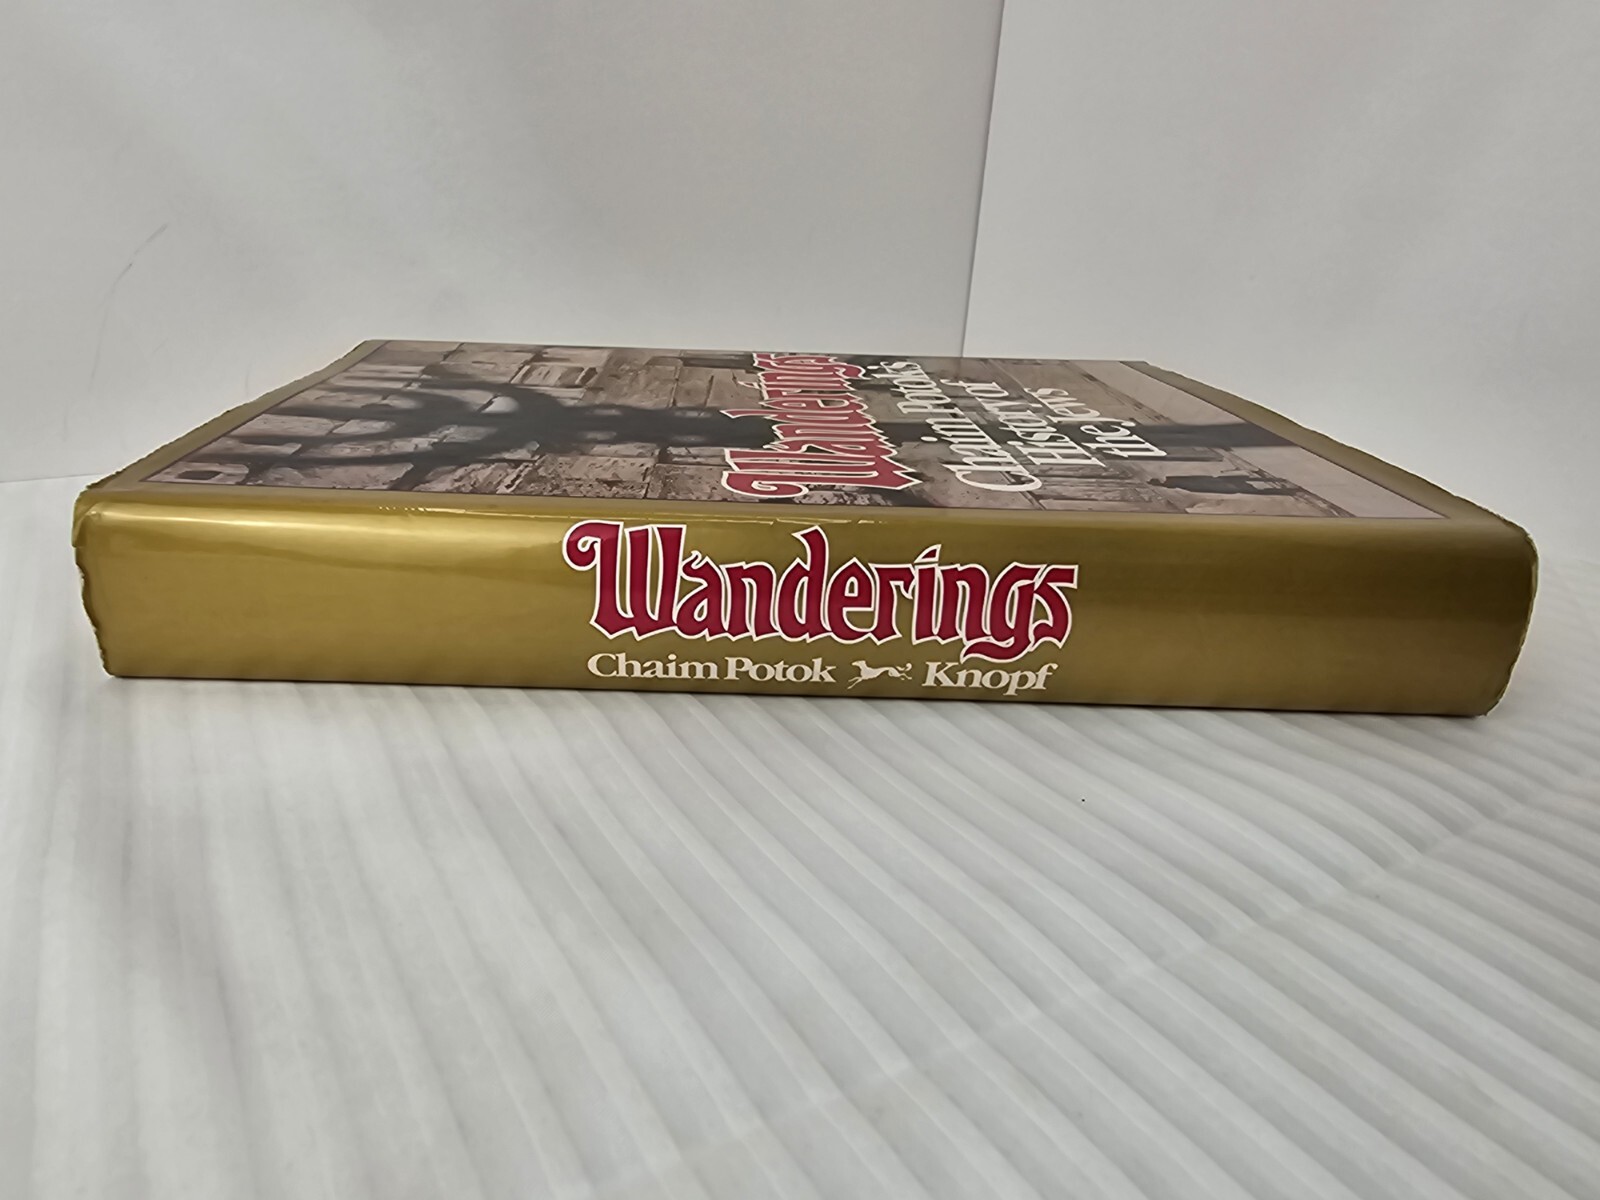 Wanderings
Chaim Potok's
History of
the Jews
Wanderings
Chaim Potok Knopf